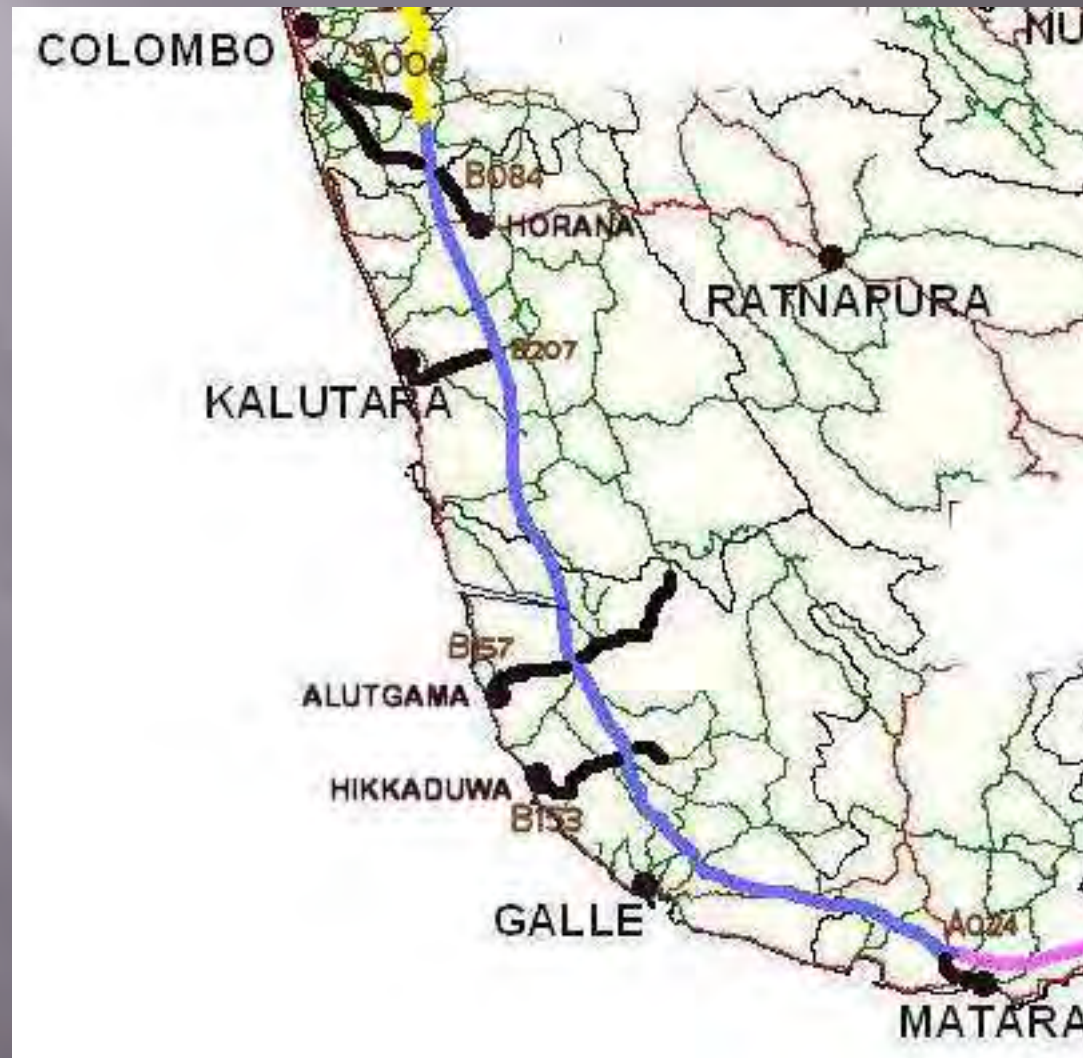 COLOMBO
NU
A004
B084
HORANA
RATNAPURA
B207
KALUTARA
B157
ALUTGAMA
HIKKADUWA
B153
GALLE
A024
MATARA